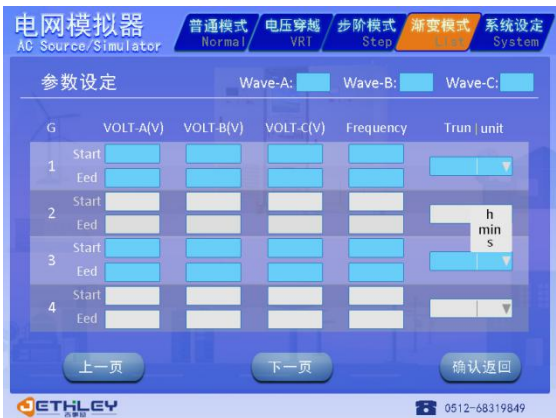 电网模拟器
AC Source/Simulator
普通模式 电压穿越 步阶模式 渐变模式 系统设定
Normal VRT Step List System
参数设定 Wave-A: Wave-B: Wave-C:
G VOLT-A(V) VOLT-B(V) VOLT-C(V) Frequency Trun | unit
1 Start
Eed
2 Start
Eed
h
min
s
3 Start
Eed
4 Start
Eed
上一页 下一页 确认返回
ETHLEY
0512-68319849